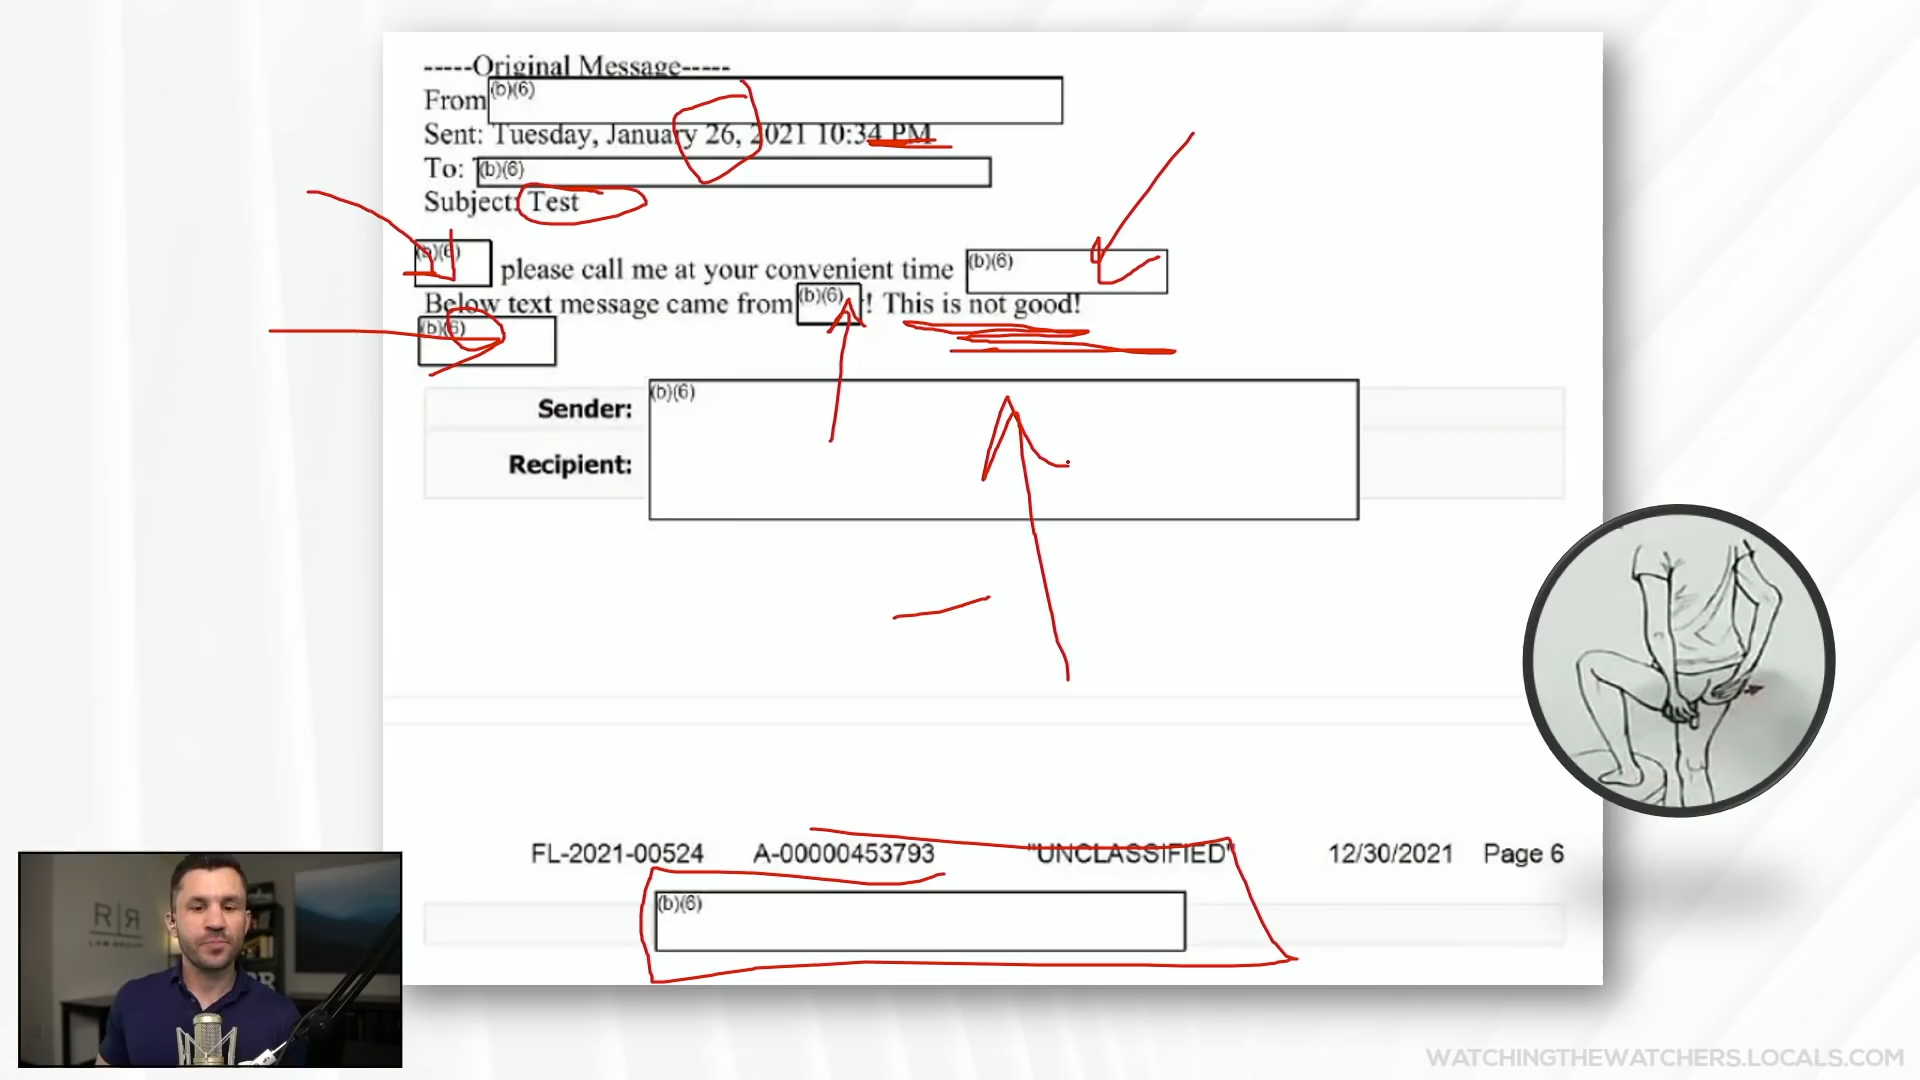 -----Original Message-----
From (b)(6)
Sent: Tuesday, January 26, 2021 10:34 PM
To: (b)(6)
Subject: Test
(b)(6) please call me at your convenient time (b)(6)
Below text message came from (b)(6) ! This is not good!
(b)(6)
Sender: (b)(6)
Recipient:
FL-2021-00524 A-00000453793 "UNCLASSIFIED" 12/30/2021 Page 6
(b)(6)
R|R
LAW GROUP
WATCHINGTHEWATCHERS.LOCALS.COM